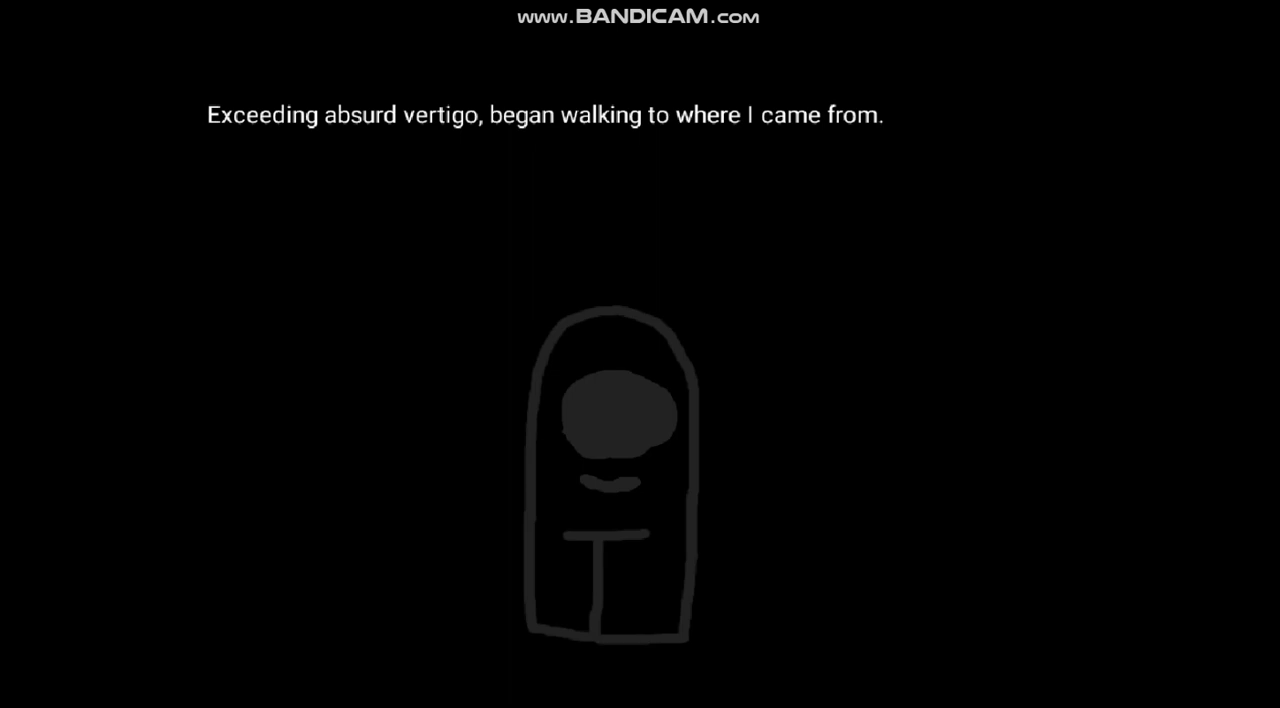 www.BANDICAM.com
Exceeding absurd vertigo, began walking to where I came from.